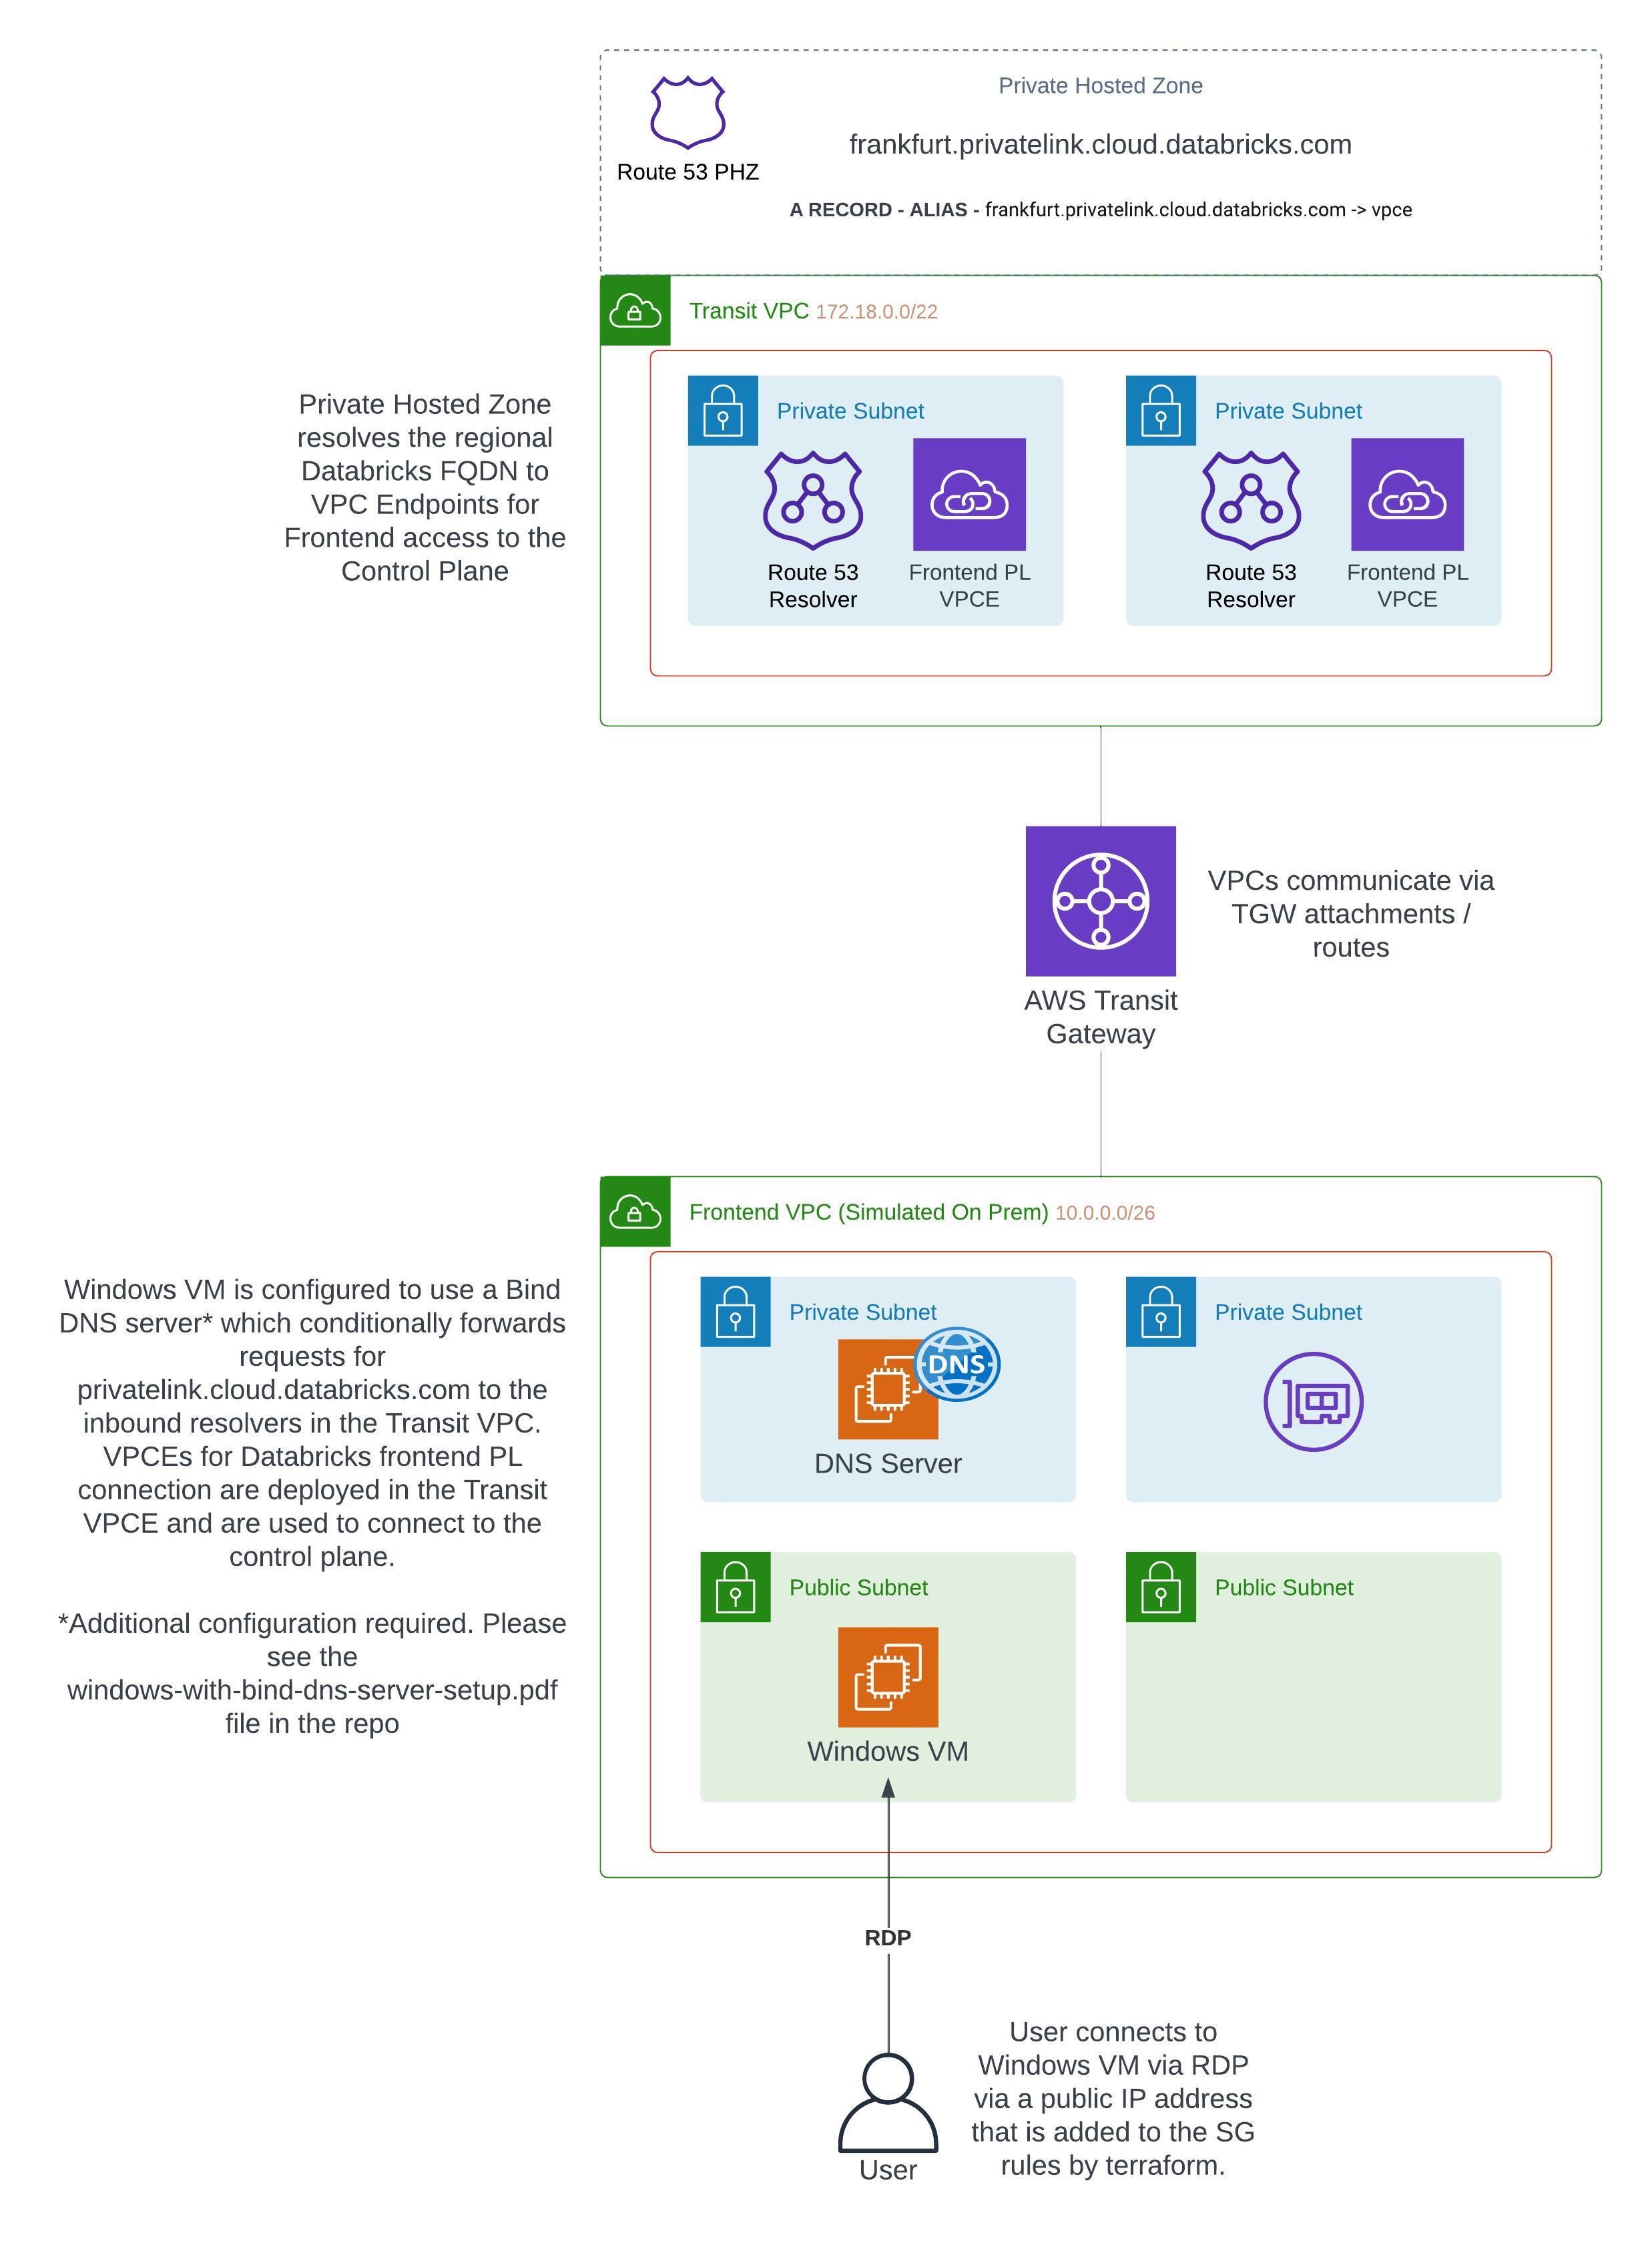 Private Hosted Zone
frankfurt.privatelink.cloud.databricks.com
Route 53 PHZ
A RECORD - ALIAS - frankfurt.privatelink.cloud.databricks.com -> vpce
Transit VPC 172.18.0.0/22
Private Hosted Zone
resolves the regional
Databricks FQDN to
VPC Endpoints for
Frontend access to the
Control Plane
Private Subnet
Route 53
Resolver
Frontend PL
VPCE
Private Subnet
Route 53
Resolver
Frontend PL
VPCE
AWS Transit
Gateway
VPCs communicate via
TGW attachments /
routes
Frontend VPC (Simulated On Prem) 10.0.0.0/26
Windows VM is configured to use a Bind
DNS server* which conditionally forwards
requests for
privatelink.cloud.databricks.com to the
inbound resolvers in the Transit VPC.
VPCEs for Databricks frontend PL
connection are deployed in the Transit
VPCE and are used to connect to the
control plane.
*Additional configuration required. Please
see the
windows-with-bind-dns-server-setup.pdf
file in the repo
Private Subnet
DNS
DNS Server
Private Subnet
Public Subnet
Windows VM
Public Subnet
RDP
User
User connects to
Windows VM via RDP
via a public IP address
that is added to the SG
rules by terraform.